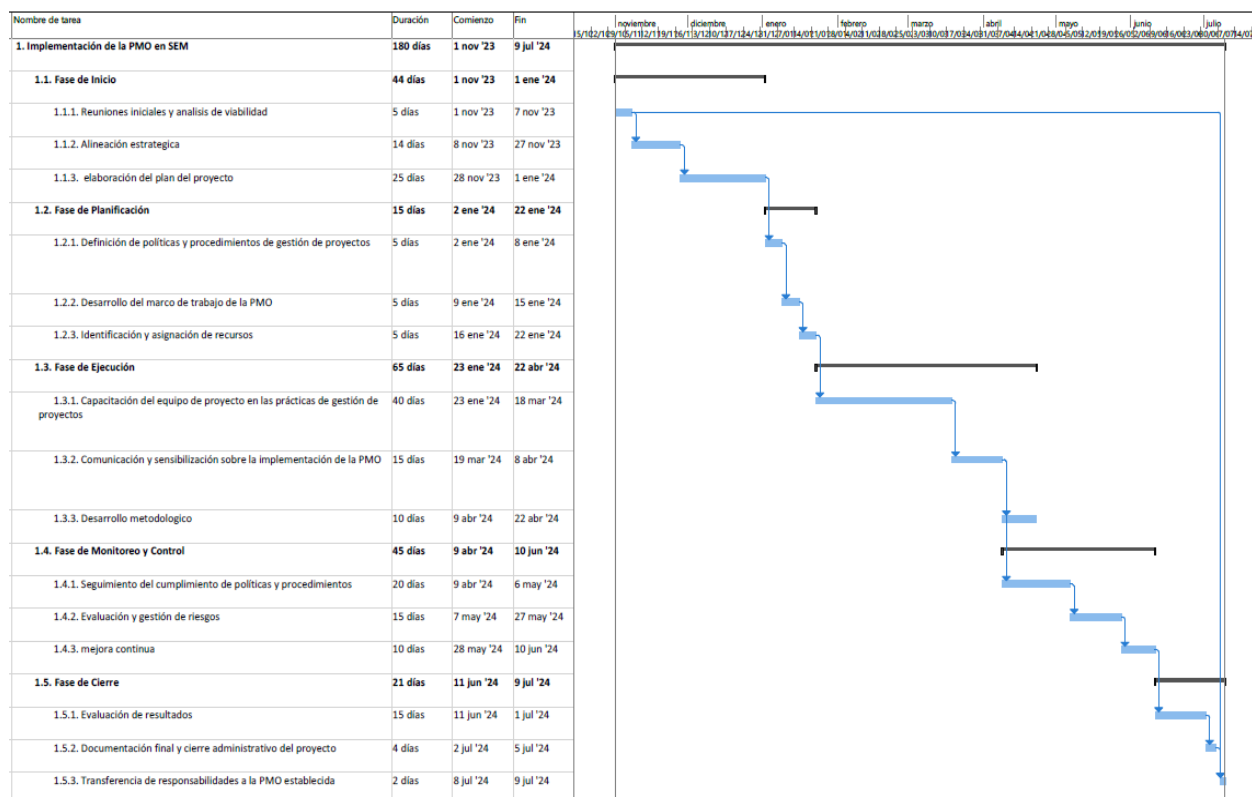 Nombre de tarea Duración Comienzo Fin
noviembre diciembre enero febrero marzo abril mayo junio julio
1. Implementación de la PMO en SEM 180 días 1 nov '23 9 jul '24
1.1. Fase de Inicio 44 días 1 nov '23 1 ene '24
1.1.1. Reuniones iniciales y analisis de viabilidad 5 días 1 nov '23 7 nov '23
1.1.2. Alineación estrategica 14 días 8 nov '23 27 nov '23
1.1.3. elaboración del plan del proyecto 25 días 28 nov '23 1 ene '24
1.2. Fase de Planificación 15 días 2 ene '24 22 ene '24
1.2.1. Definición de políticas y procedimientos de gestión de proyectos 5 días 2 ene '24 8 ene '24
1.2.2. Desarrollo del marco de trabajo de la PMO 5 días 9 ene '24 15 ene '24
1.2.3. Identificación y asignación de recursos 5 días 16 ene '24 22 ene '24
1.3. Fase de Ejecución 65 días 23 ene '24 22 abr '24
1.3.1. Capacitación del equipo de proyecto en las prácticas de gestión de 40 días 23 ene '24 18 mar '24
proyectos
1.3.2. Comunicación y sensibilización sobre la implementación de la PMO 15 días 19 mar '24 8 abr '24
1.3.3. Desarrollo metodologico 10 días 9 abr '24 22 abr '24
1.4. Fase de Monitoreo y Control 45 días 9 abr '24 10 jun '24
1.4.1. Seguimiento del cumplimiento de políticas y procedimientos 20 días 9 abr '24 6 may '24
1.4.2. Evaluación y gestión de riesgos 15 días 7 may '24 27 may '24
1.4.3. mejora continua 10 días 28 may '24 10 jun '24
1.5. Fase de Cierre 21 días 11 jun '24 9 jul '24
1.5.1. Evaluación de resultados 15 días 11 jun '24 1 jul '24
1.5.2. Documentación final y cierre administrativo del proyecto 4 días 2 jul '24 5 jul '24
1.5.3. Transferencia de responsabilidades a la PMO establecida 2 días 8 jul '24 9 jul '24